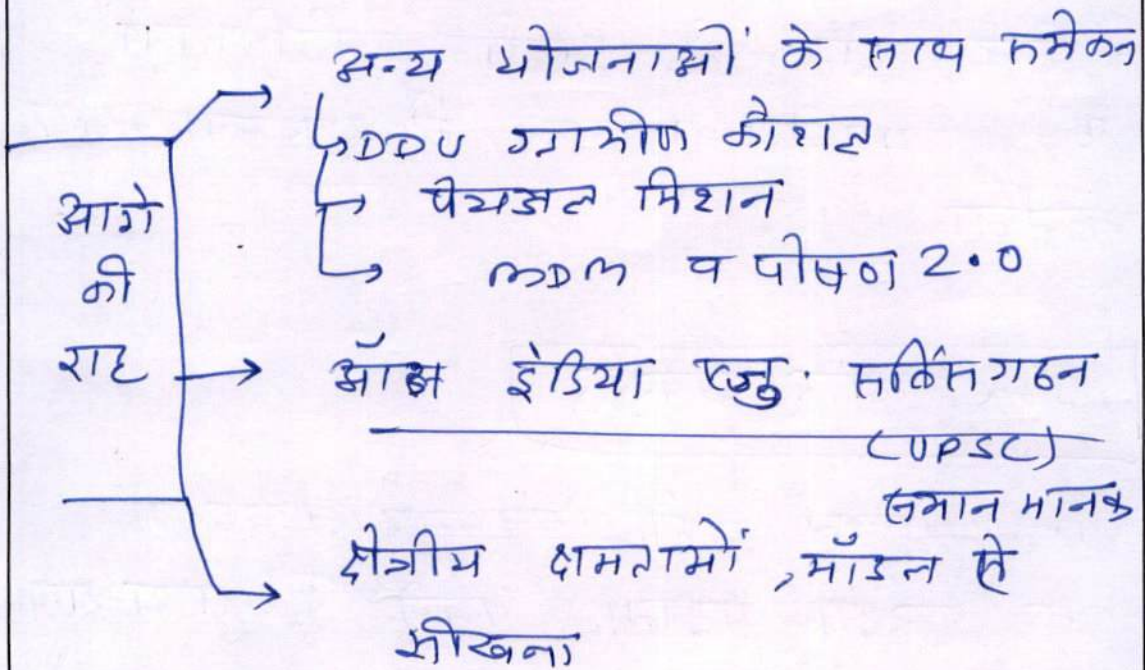 अन्य योजनाओं के साथ समेकन
DDU ग्रामीण कौशल
पेयजल मिशन
MDM व पोषण 2.0
आगे
की
राह
ऑल इंडिया एजु. सर्विस गठन
(UPSC)
समान मानक
क्षेत्रीय क्षमताओं, मॉडल से
सीखना